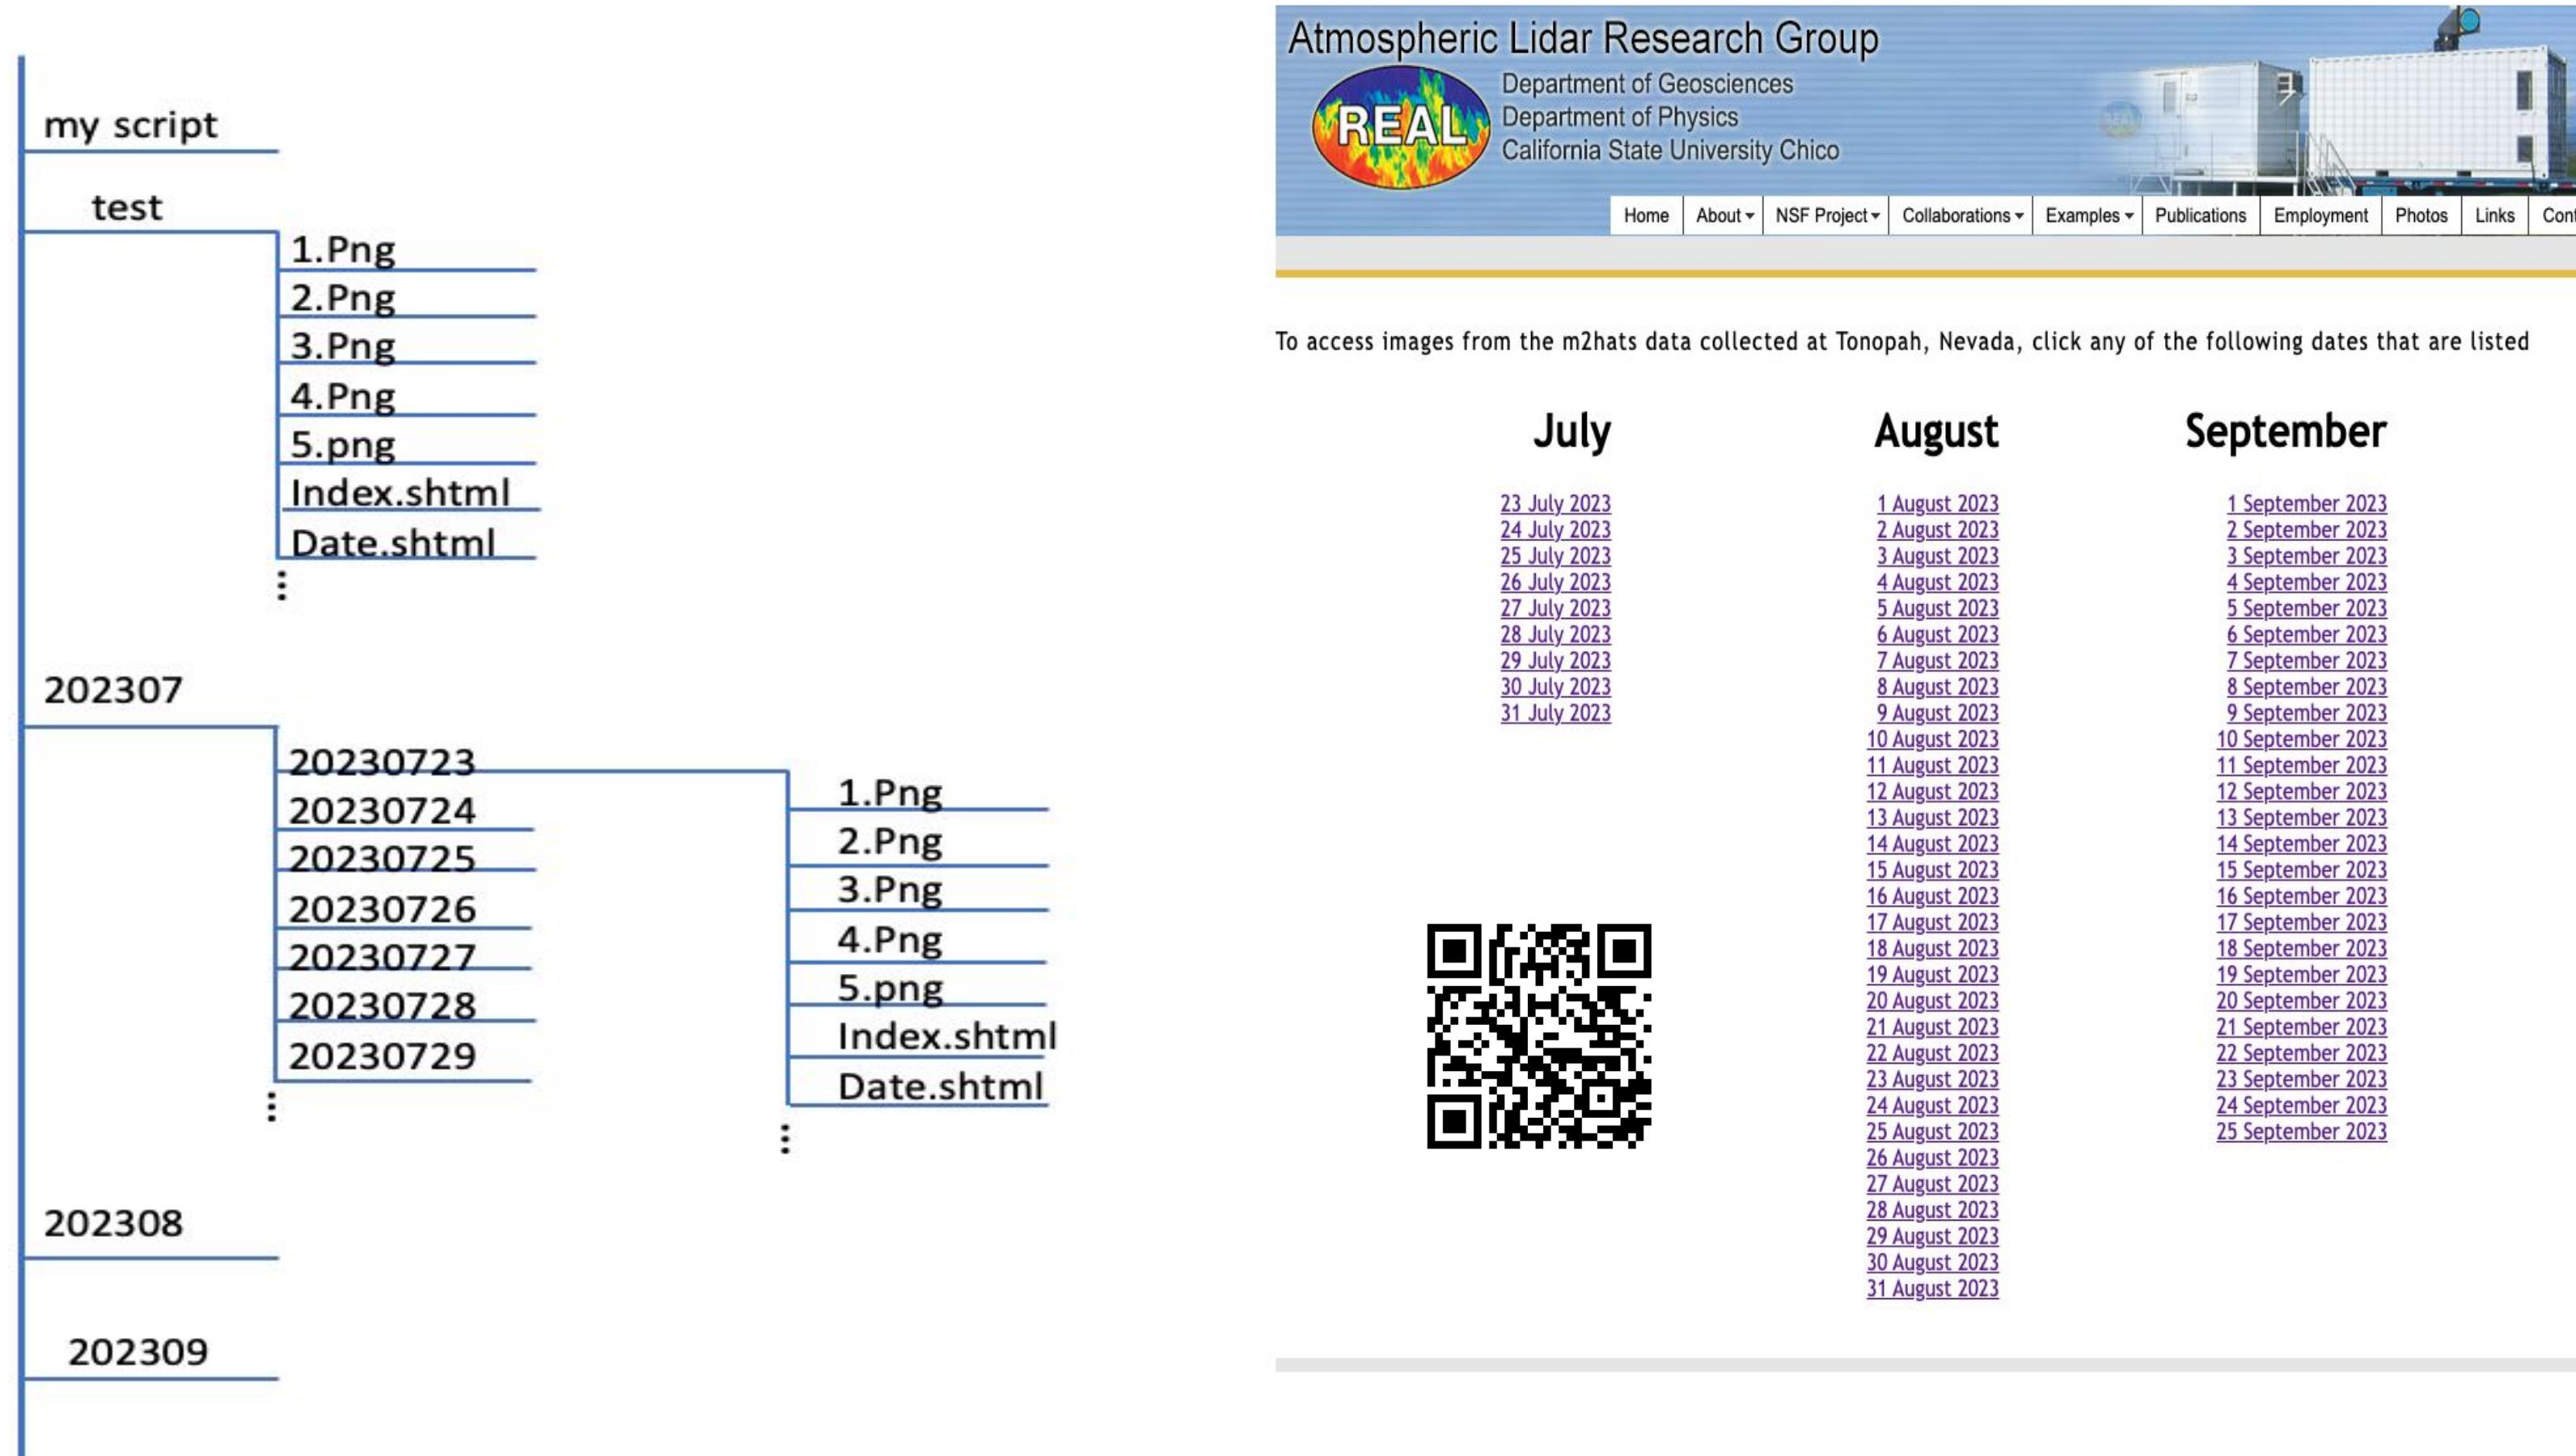 my script
test
1.Png
2.Png
3.Png
4.Png
5.png
Index.shtml
Date.shtml
202307
20230723
20230724
20230725
20230726
20230727
20230728
20230729
1.Png
2.Png
3.Png
4.Png
5.png
Index.shtml
Date.shtml
202308
202309
Atmospheric Lidar Research Group
REAL
Department of Geosciences
Department of Physics
California State University Chico
Home About NSF Project Collaborations Examples Publications Employment Photos Links Cont
To access images from the m2hats data collected at Tonopah, Nevada, click any of the following dates that are listed
July
23 July 2023
24 July 2023
25 July 2023
26 July 2023
27 July 2023
28 July 2023
29 July 2023
30 July 2023
31 July 2023
August
1 August 2023
2 August 2023
3 August 2023
4 August 2023
5 August 2023
6 August 2023
7 August 2023
8 August 2023
9 August 2023
10 August 2023
11 August 2023
12 August 2023
13 August 2023
14 August 2023
15 August 2023
16 August 2023
17 August 2023
18 August 2023
19 August 2023
20 August 2023
21 August 2023
22 August 2023
23 August 2023
24 August 2023
25 August 2023
26 August 2023
27 August 2023
28 August 2023
29 August 2023
30 August 2023
31 August 2023
September
1 September 2023
2 September 2023
3 September 2023
4 September 2023
5 September 2023
6 September 2023
7 September 2023
8 September 2023
9 September 2023
10 September 2023
11 September 2023
12 September 2023
13 September 2023
14 September 2023
15 September 2023
16 September 2023
17 September 2023
18 September 2023
19 September 2023
20 September 2023
21 September 2023
22 September 2023
23 September 2023
24 September 2023
25 September 2023